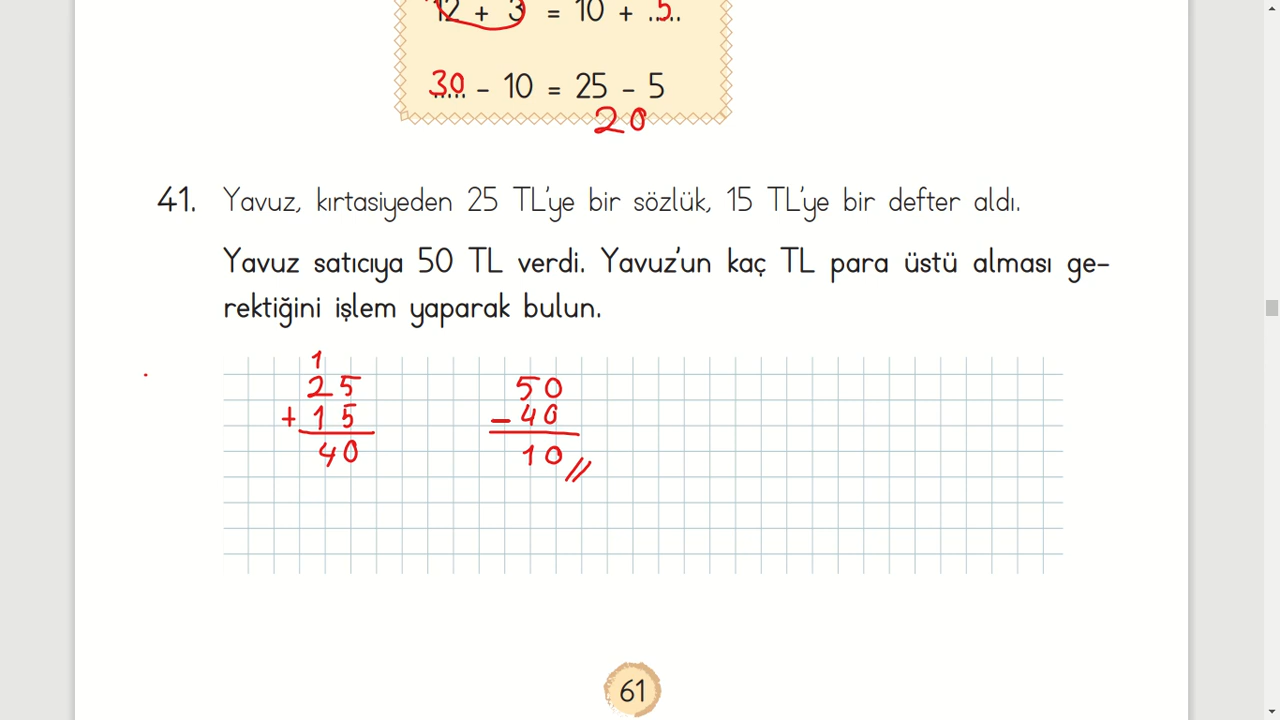 12 + 3 = 10 + ..5..
30 - 10 = 25 - 5
20
41. Yavuz, kırtasiyeden 25 TL'ye bir sözlük, 15 TL'ye bir defter aldı.
Yavuz satıcıya 50 TL verdi. Yavuz'un kaç TL para üstü alması ge-
rektiğini işlem yaparak bulun.
1
25
+ 15
40
50
- 40
10 //
61